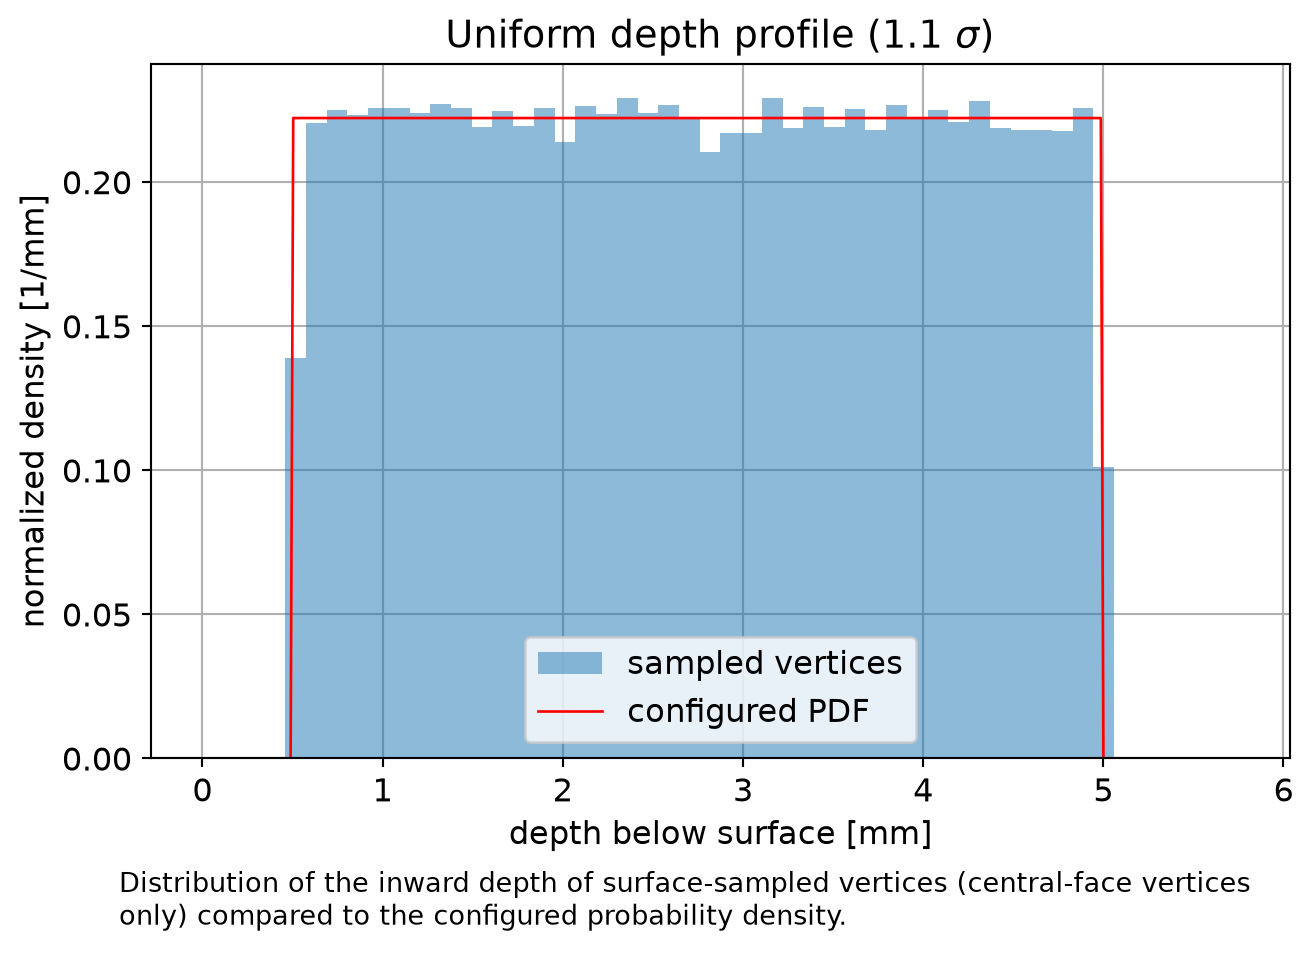 Uniform depth profile (1.1 σ)
normalized density [1/mm]
0.20
0.15
0.10
0.05
0.00
sampled vertices
configured PDF
0 1 2 3 4 5 6
depth below surface [mm]
Distribution of the inward depth of surface-sampled vertices (central-face vertices
only) compared to the configured probability density.